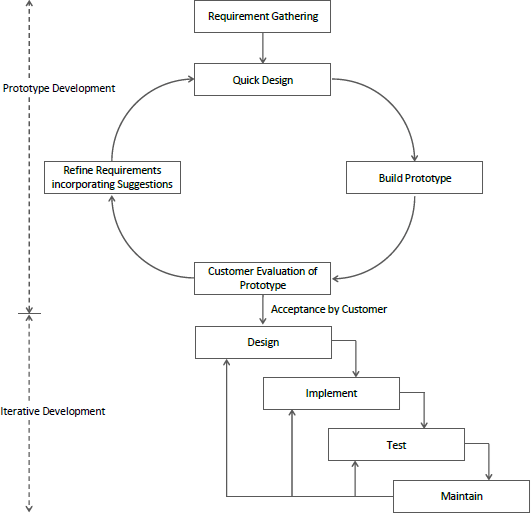 Requirement Gathering
Quick Design
Prototype Development
Refine Requirements
incorporating Suggestions
Build Prototype
Customer Evaluation of
Prototype
Acceptance by Customer
Design
Implement
Iterative Development
Test
Maintain